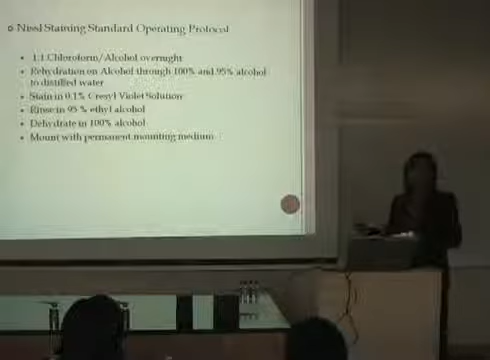 Nissl Staining Standard Operating Protocol
1:1 Chloroform/Alcohol overnight
Rehydration on Alcohol through 100% and 95% alcohol
to distilled water
Stain in 0.1% Cresyl Violet Solution
Rinse in 95 % ethyl alcohol
Dehydrate in 100% alcohol
Mount with permanent mounting medium